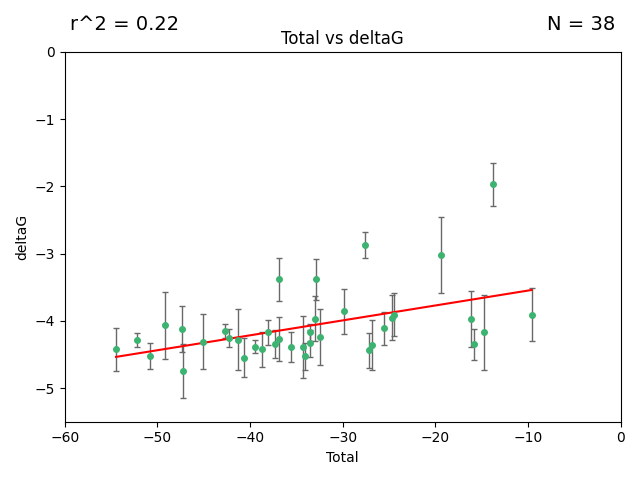 r^2 = 0.22
N = 38
Total vs deltaG
0
−1
−2
−3
−4
−5
deltaG
−60
−50
−40
−30
−20
−10
0
Total